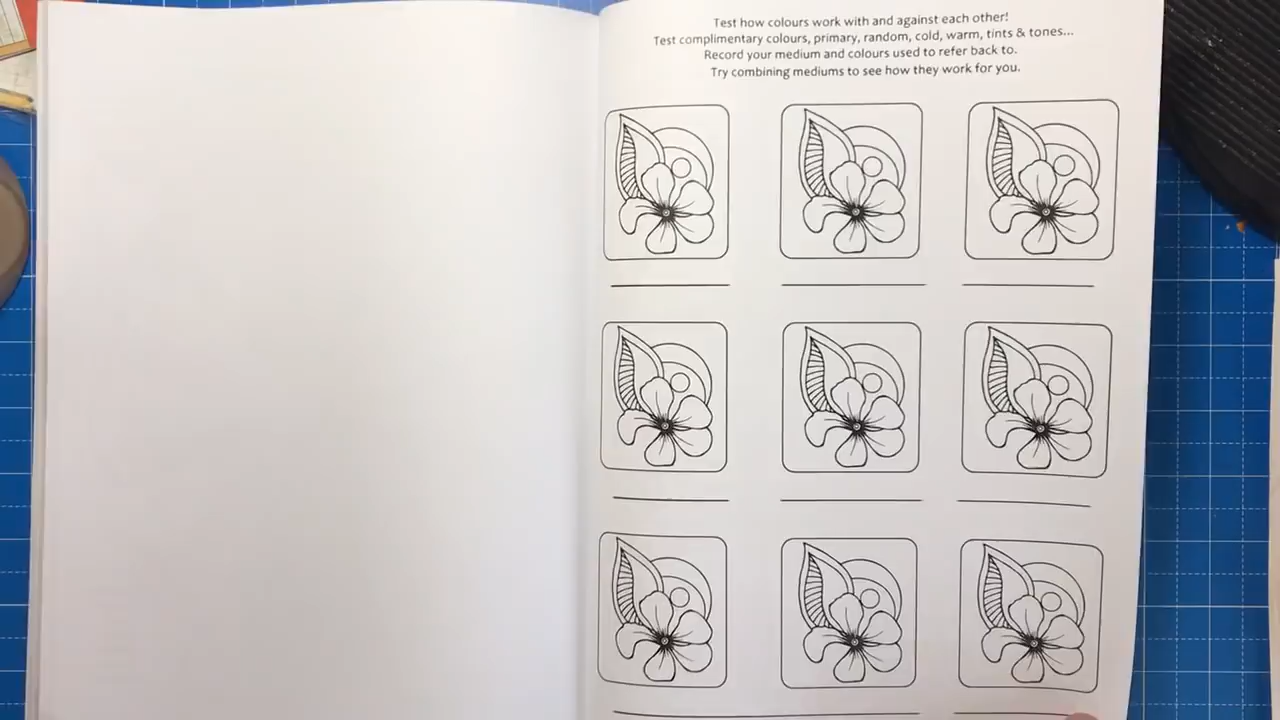 Test how colours work with and against each other!
Test complimentary colours, primary, random, cold, warm, tints & tones...
Record your medium and colours used to refer back to.
Try combining mediums to see how they work for you.